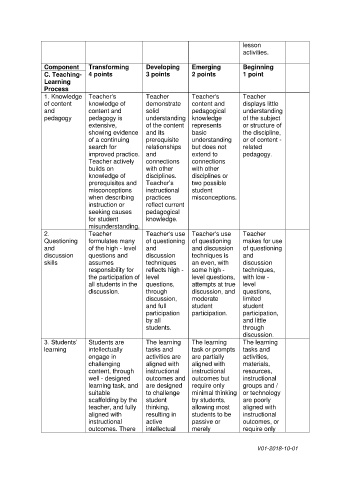 lesson
activities.
Component
Transforming
Developing
Emerging
Beginning
C. Teaching-
Learning
Process
4 points
3 points
2 points
1 point
1. Knowledge
of content
and
pedagogy
Teacher's
knowledge of
content and
pedagogy is
extensive,
showing evidence
of a continuing
search for
improved practice.
Teacher actively
builds on
knowledge of
prerequisites and
misconceptions
when describing
instruction or
seeking causes
for student
misunderstanding.
Teacher
demonstrate
solid
understanding
of the content
and its
prerequisite
relationships
and
connections
with other
disciplines.
Teacher's
instructional
practices
reflect current
pedagogical
knowledge.
Teacher's
content and
pedagogical
knowledge
represents
basic
understanding
but does not
extend to
connections
with other
disciplines or
two possible
student
misconceptions.
Teacher
displays little
understanding
of the subject
or structure of
the discipline,
or of content -
related
pedagogy.
2.
Questioning
and
discussion
skills
Teacher
formulates many
of the high - level
questions and
assumes
responsibility for
the participation of
all students in the
discussion.
Teacher's use
of questioning
and
discussion
techniques
reflects high -
level
questions,
through
discussion,
and full
participation
by all
students.
Teacher's use
of questioning
and discussion
techniques is
an even, with
some high -
level questions,
attempts at true
discussion, and
moderate
student
participation.
Teacher
makes for use
of questioning
and
discussion
techniques,
with low -
level
questions,
limited
student
participation,
and little
through
discussion.
3. Students'
learning
Students are
intellectually
engage in
challenging
content, through
well - designed
learning task, and
suitable
scaffolding by the
teacher, and fully
aligned with
instructional
outcomes. There
The learning
tasks and
activities are
aligned with
instructional
outcomes and
are designed
to challenge
student
thinking,
resulting in
active
intellectual
The learning
task or prompts
are partially
aligned with
instructional
outcomes but
require only
minimal thinking
by students,
allowing most
students to be
passive or
merely
The learning
tasks and
activities,
materials,
resources,
instructional
groups and /
or technology
are poorly
aligned with
instructional
outcomes, or
require only
V01-2018-10-01